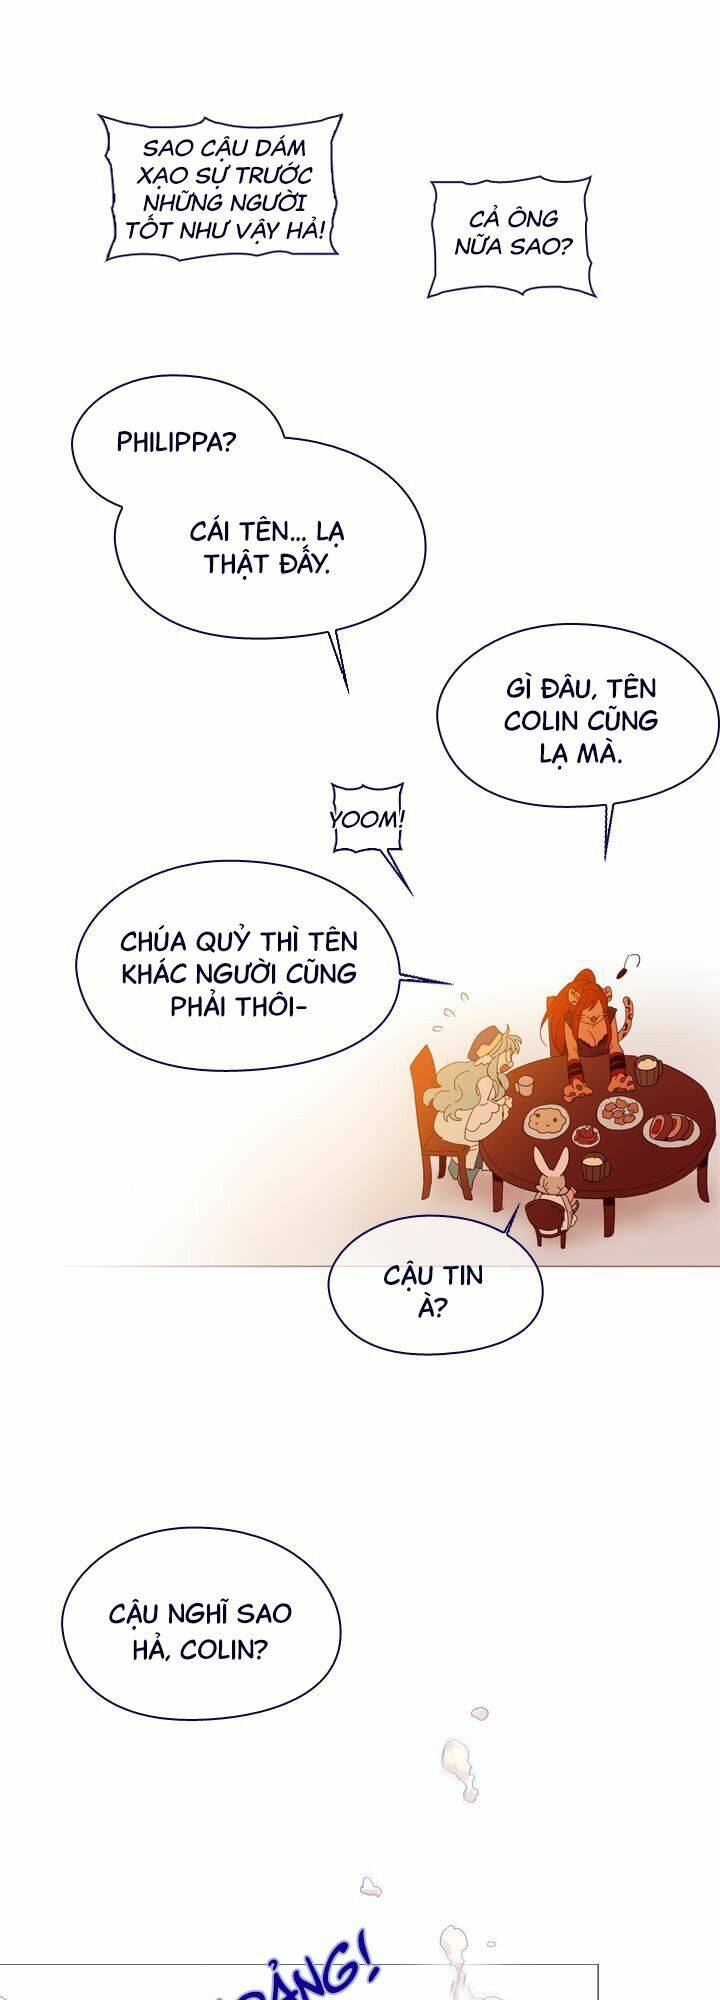 SAO CẬU DÁM
XẠO SỰ TRƯỚC
NHỮNG NGƯỜI
TỐT NHƯ VẬY HẢ!
CẢ ÔNG
NỮA SAO?
PHILIPPA?
CÁI TÊN... LẠ
THẬT ĐẤY.
GÌ ĐÂU, TÊN
COLIN CŨNG
LẠ MÀ.
YOOM!
CHÚA QUỶ THÌ TÊN
KHÁC NGƯỜI CŨNG
PHẢI THÔI-
CẬU TIN
À?
CẬU NGHĨ SAO
HẢ, COLIN?